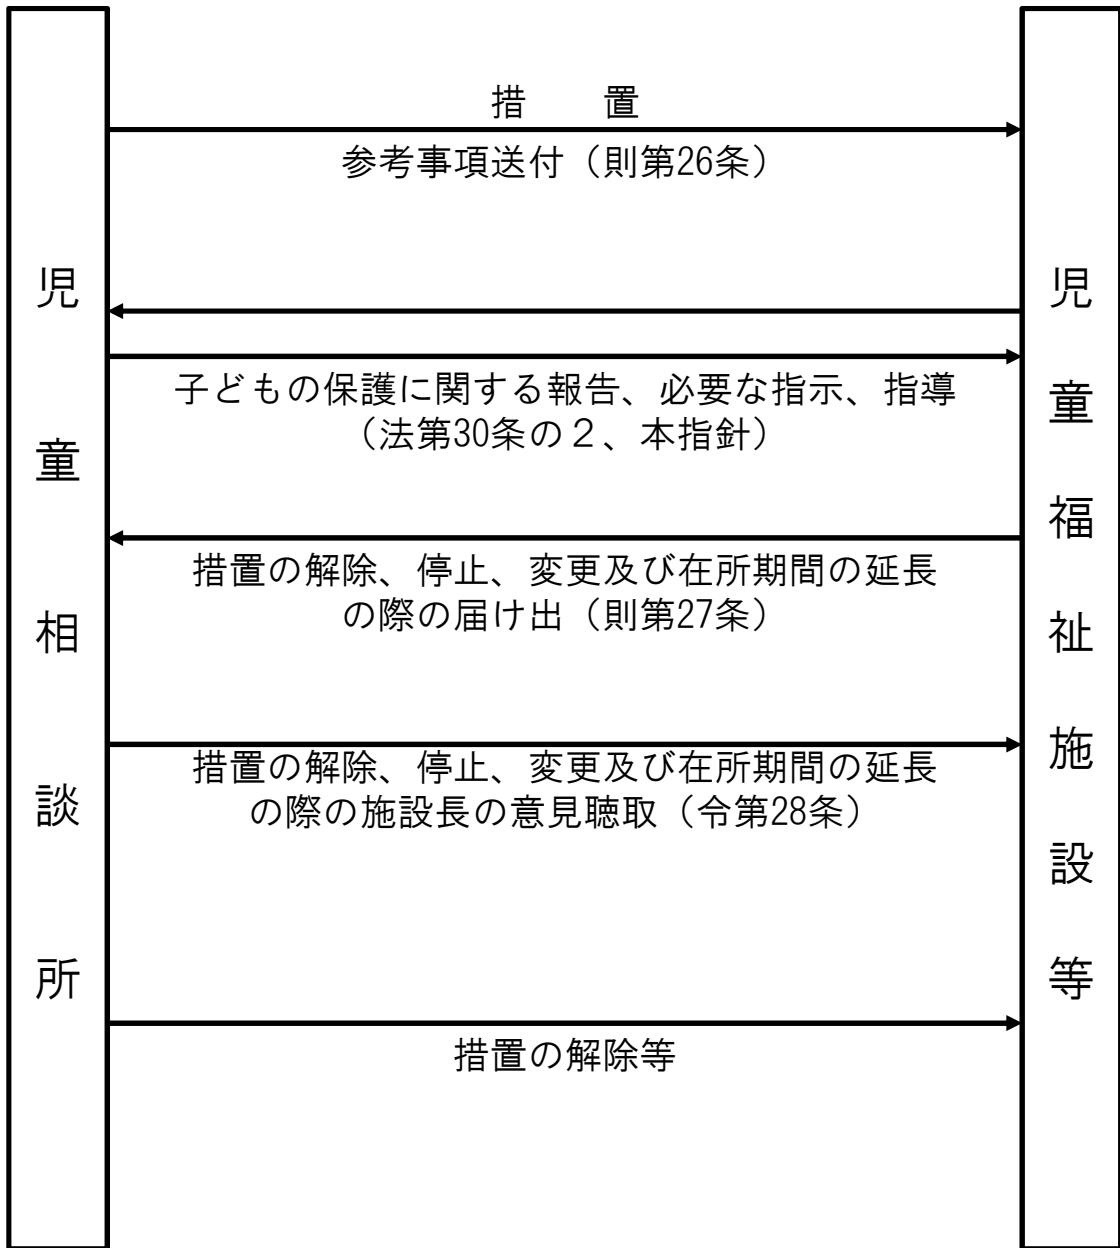 児童相談所
措　　置
参考事項送付（則第26条）
子どもの保護に関する報告、必要な指示、指導
（法第30条の２、本指針）
措置の解除、停止、変更及び在所期間の延長
の際の届け出（則第27条）
措置の解除、停止、変更及び在所期間の延長
の際の施設長の意見聴取（令第28条）
措置の解除等
児童福祉施設等